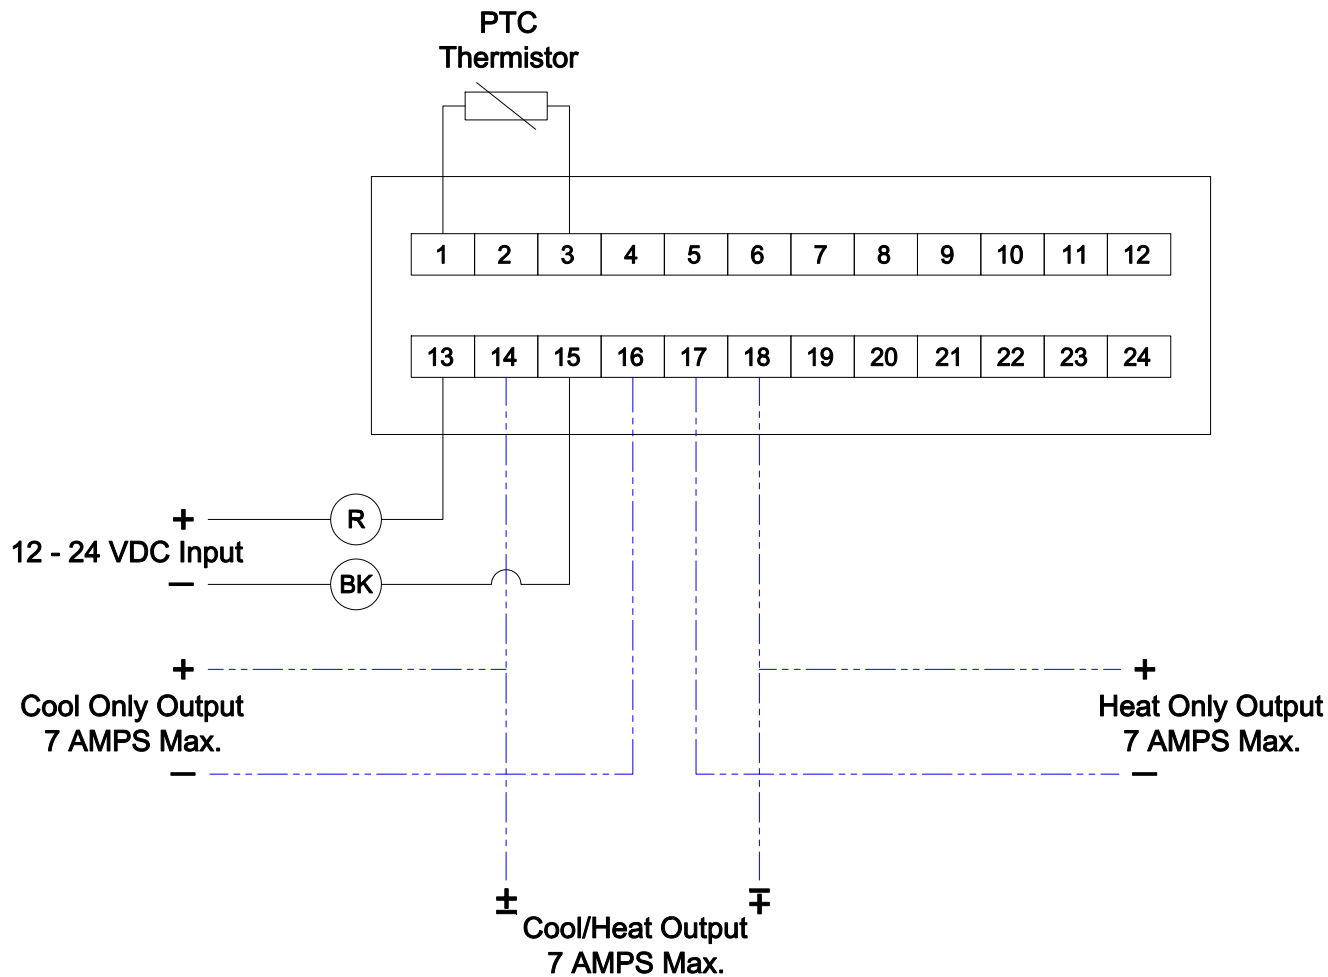 PTC
Thermistor
1 2 3 4 5 6 7 8 9 10 11 12
13 14 15 16 17 18 19 20 21 22 23 24
+ R
12 - 24 VDC Input
− BK
+ +
Cool Only Output
7 AMPS Max.
−
Heat Only Output
7 AMPS Max.
−
± ∓
Cool/Heat Output
7 AMPS Max.